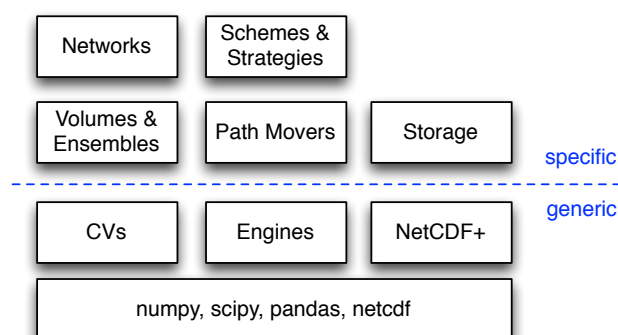 Networks
Schemes &
Strategies
Volumes &
Ensembles
Path Movers
Storage
specific
generic
CVs
Engines
NetCDF+
numpy, scipy, pandas, netcdf